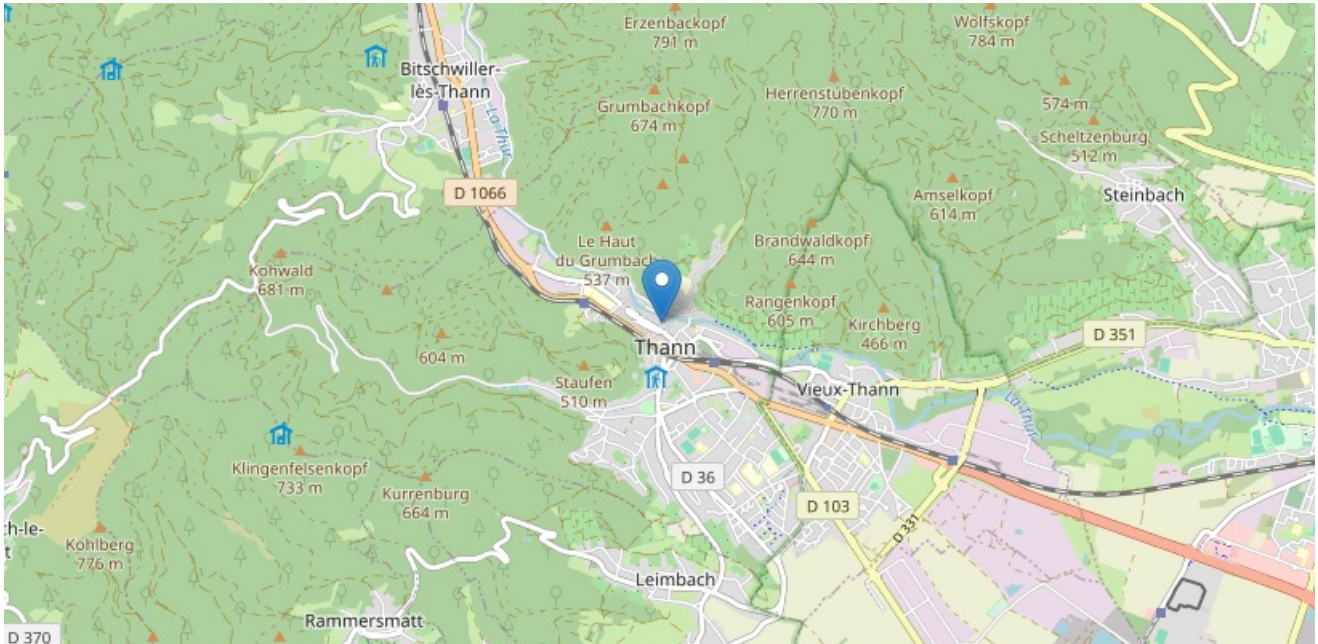 Erzenbackopf
791 m
Wolfskopf
784 m
Bitschwiller-
lès-Thann
Grumbachkopf
674 m
Herrenstubenkopf
770 m
574 m
Scheltzenburg
512 m
La Thur
D 1066
Amselkopf
614 m
Steinbach
Le Haut
du Grumbach
537 m
Brandwaldkopf
644 m
Kohwald
681 m
Rangenkopf
605 m
Kirchberg
466 m
D 351
604 m
Thann
Staufen
510 m
Vieux-Thann
La Thur
Klingenfelsenkopf
733 m
D 36
Kurrenburg
664 m
D 103
D 331
ch-le-
t
Kohlberg
776 m
Leimbach
Rammersmatt
D 370